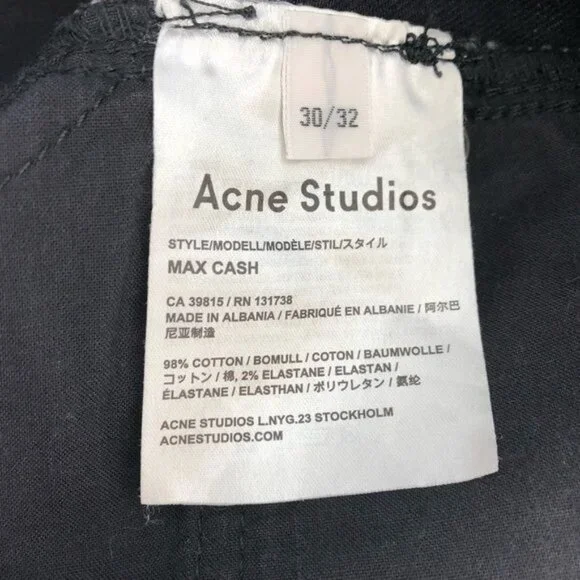 30/32
Acne Studios
STYLE/MODELL/MODÈLE/STIL/スタイル
MAX CASH
CA 39815 / RN 131738
MADE IN ALBANIA / FABRIQUÉ EN ALBANIE / 阿尔巴
尼亚制造
98% COTTON / BOMULL / COTON / BAUMWOLLE /
コットン / 棉, 2% ELASTANE / ELASTAN /
ÉLASTANE / ELASTHAN / ポリウレタン / 氨纶
ACNE STUDIOS L.NYG.23 STOCKHOLM
ACNESTUDIOS.COM